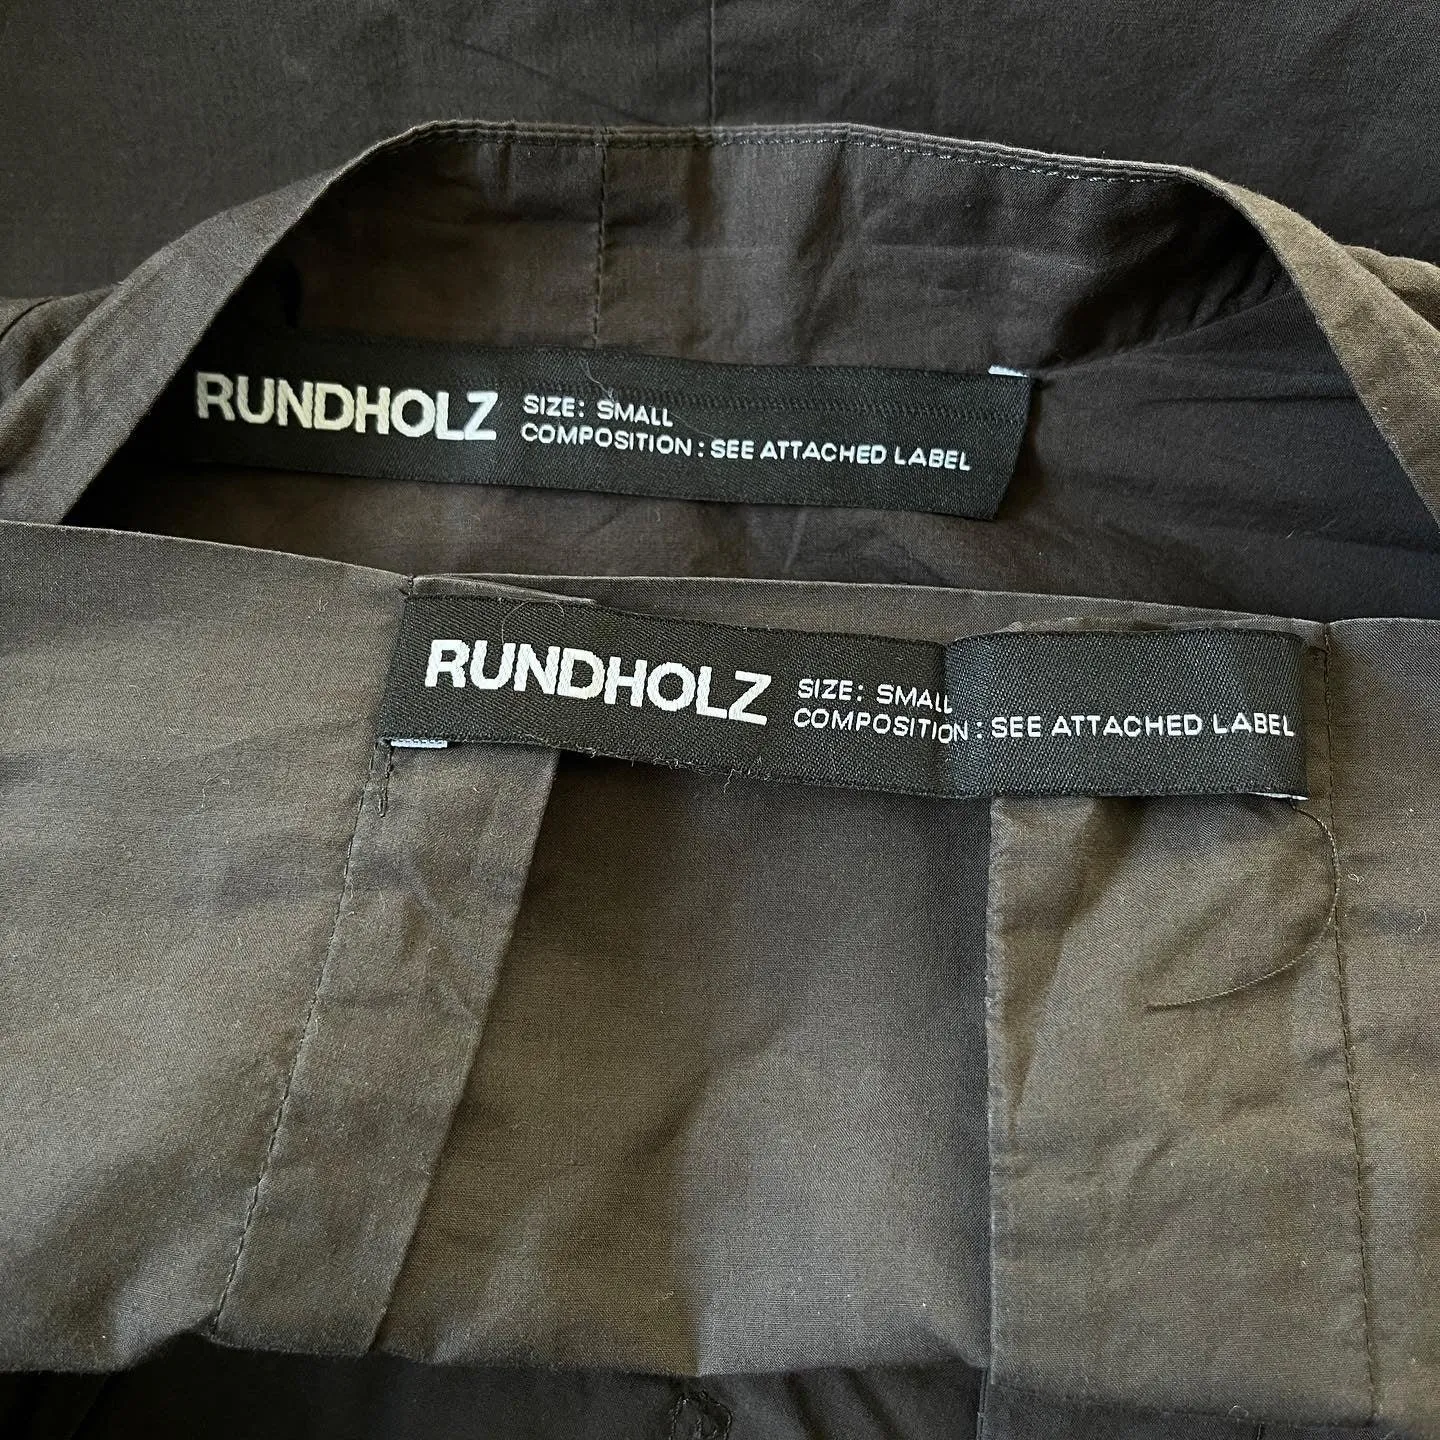 RUNDHOLZ
SIZE: SMALL
COMPOSITION : SEE ATTACHED LABEL
RUNDHOLZ
SIZE: SMALL
COMPOSITION : SEE ATTACHED LABEL